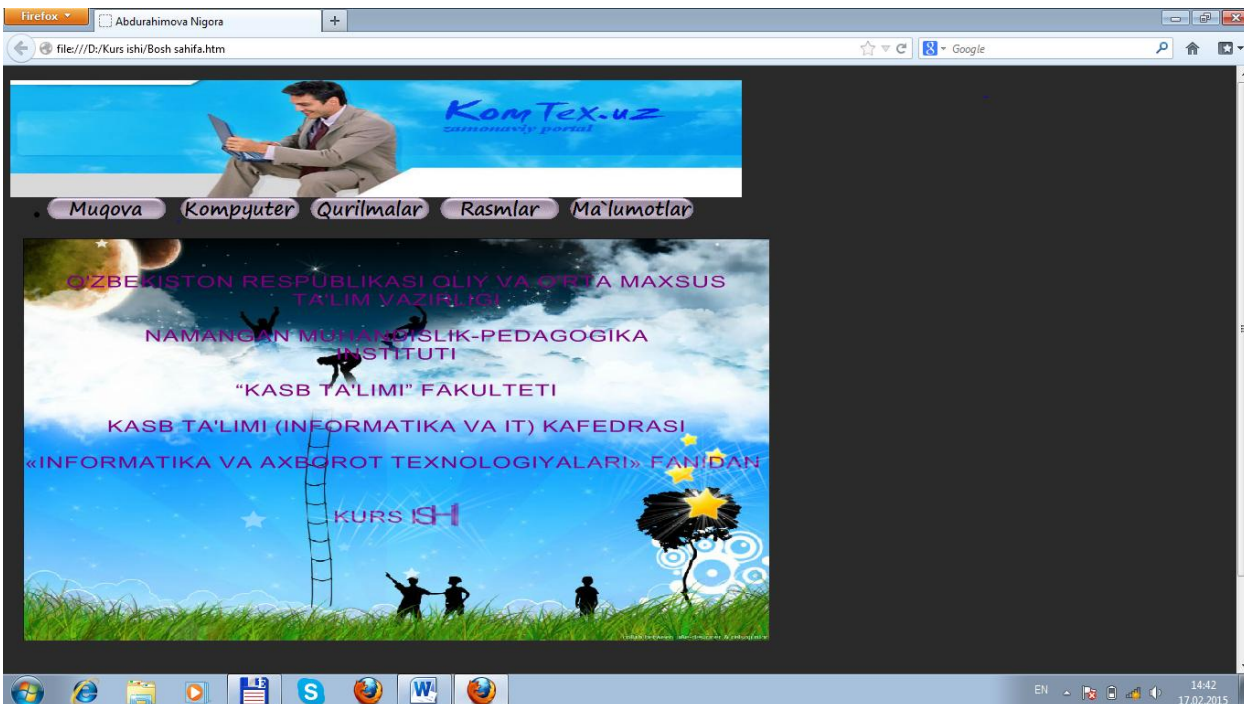 Firefox
Abdurahimova Nigora
file:///D:/Kurs ishi/Bosh sahifa.htm
Google
KomTex.uz
zamonaviy portal
Muqova Kompyuter Qurilmalar Rasmlar Ma`lumotlar
O'ZBEKISTON RESPUBLIKASI OLIY VA O'RTA MAXSUS
TA'LIM VAZIRLIGI
NAMANGAN MUHANDISLIK-PEDAGOGIKA
INSTITUTI
“KASB TA'LIMI” FAKULTETI
KASB TA'LIMI (INFORMATIKA VA IT) KAFEDRASI
«INFORMATIKA VA AXBOROT TEXNOLOGIYALARI» FANIDAN
KURS ISHI
EN
14:42
17.02.2015